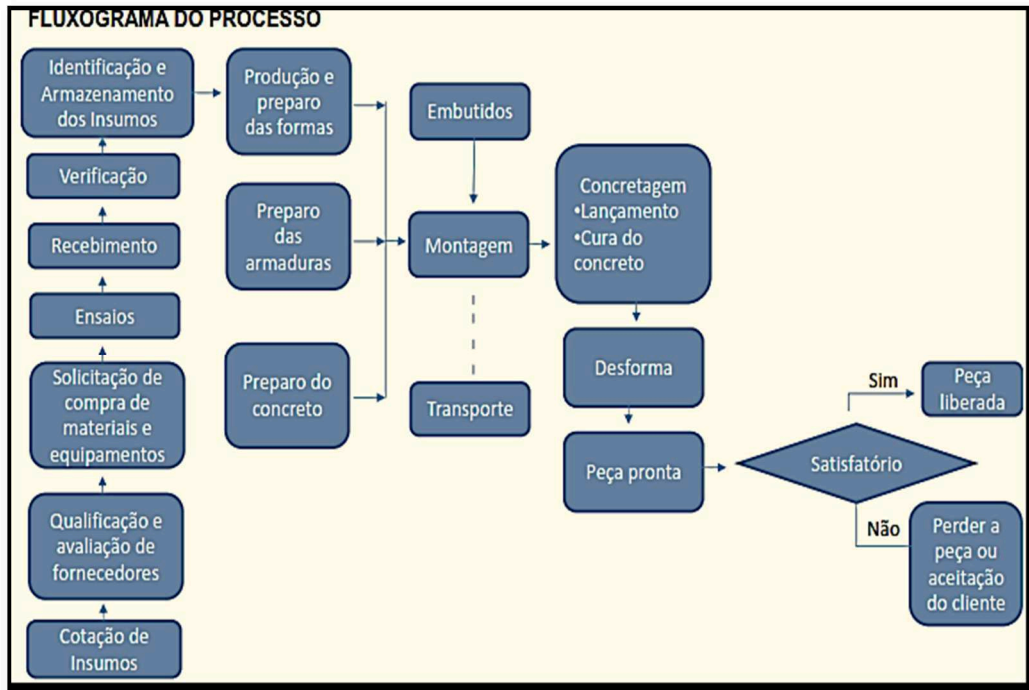 FLUXOGRAMA DO PROCESSO
Identificação e
Armazenamento
dos Insumos
Verificação
Recebimento
Ensaios
Solicitação de
compra de
materiais e
equipamentos
Qualificação e
avaliação de
fornecedores
Cotação de
Insumos
Produção e
preparo
das formas
Preparo
das
armaduras
Preparo do
concreto
Embutidos
Montagem
Transporte
Concretagem
•Lançamento
•Cura do
concreto
Desforma
Peça pronta
Satisfatório
Sim
Peça
liberada
Não
Perder a
peça ou
aceitação
do cliente